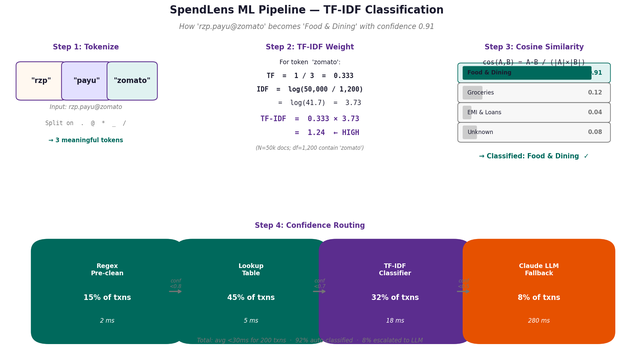 SpendLens ML Pipeline — TF-IDF Classification
How 'rzp.payu@zomato' becomes 'Food & Dining' with confidence 0.91
Step 1: Tokenize
"rzp" "payu" "zomato"
Input: rzp.payu@zomato
Split on . @ * _ /
→ 3 meaningful tokens
Step 2: TF-IDF Weight
For token 'zomato':
TF = 1 / 3 = 0.333
IDF = log(50,000 / 1,200)
= log(41.7) = 3.73
TF-IDF = 0.333 × 3.73
= 1.24 ← HIGH
(N=50k docs; df=1,200 contain 'zomato')
Step 3: Cosine Similarity
cos(A,B) = A·B / (|A|×|B|)
Food & Dining .91
Groceries 0.12
EMI & Loans 0.04
Unknown 0.08
→ Classified: Food & Dining ✓
Step 4: Confidence Routing
Regex
Pre-clean
15% of txns
2 ms
Lookup
Table
45% of txns
5 ms
TF-IDF
Classifier
32% of txns
18 ms
Claude LLM
Fallback
8% of txns
280 ms
Total: avg <30ms for 200 txns · 92% auto-classified · 8% escalated to LLM